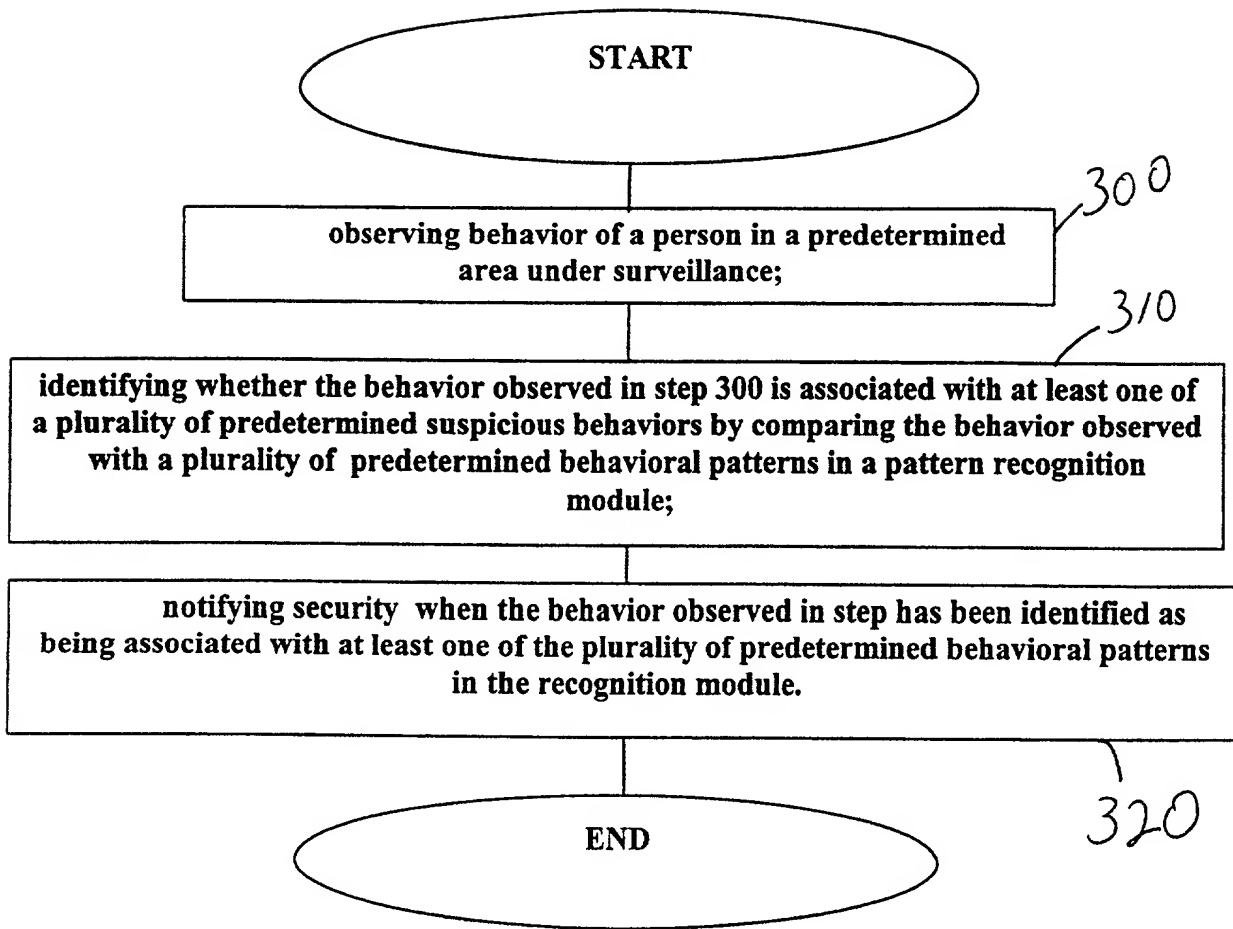 START
300
observing behavior of a person in a predetermined
area under surveillance;
310
identifying whether the behavior observed in step 300 is associated with at least one of
a plurality of predetermined suspicious behaviors by comparing the behavior observed
with a plurality of predetermined behavioral patterns in a pattern recognition
module;
notifying security when the behavior observed in step has been identified as
being associated with at least one of the plurality of predetermined behavioral patterns
in the recognition module.
320
END